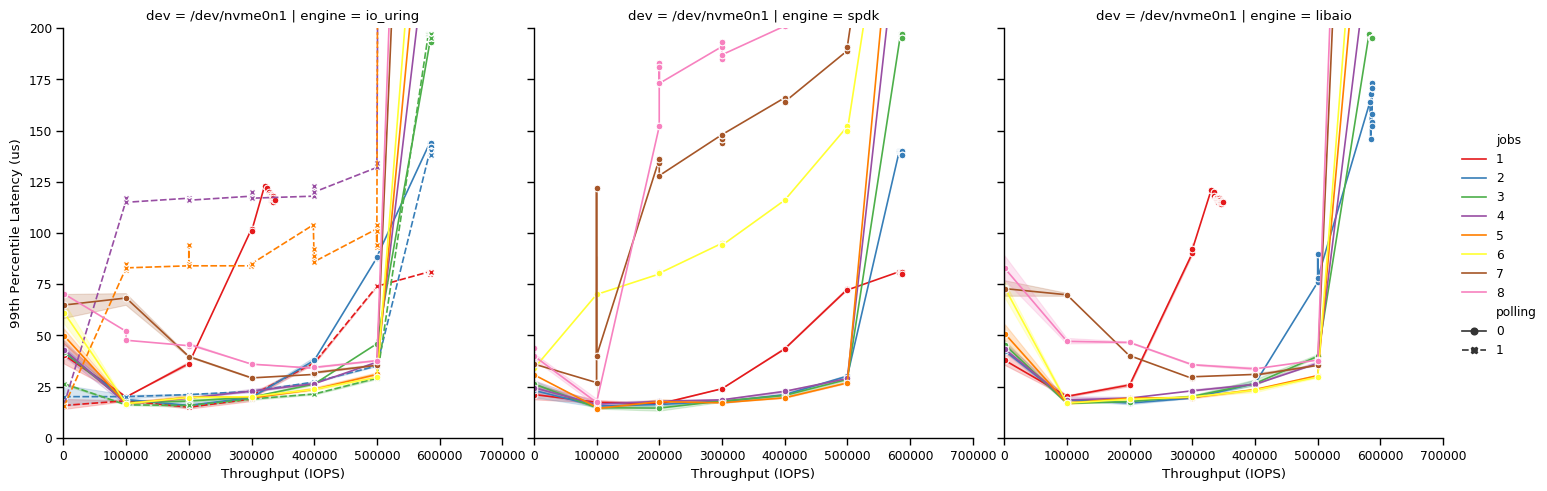 dev = /dev/nvme0n1 | engine = io_uring
dev = /dev/nvme0n1 | engine = spdk
dev = /dev/nvme0n1 | engine = libaio
99th Percentile Latency (us)
200
175
150
125
100
75
50
25
0
0 100000 200000 300000 400000 500000 600000 700000
0 100000 200000 300000 400000 500000 600000 700000
0 100000 200000 300000 400000 500000 600000 700000
Throughput (IOPS)
Throughput (IOPS)
Throughput (IOPS)
jobs
1
2
3
4
5
6
7
8
polling
0
1